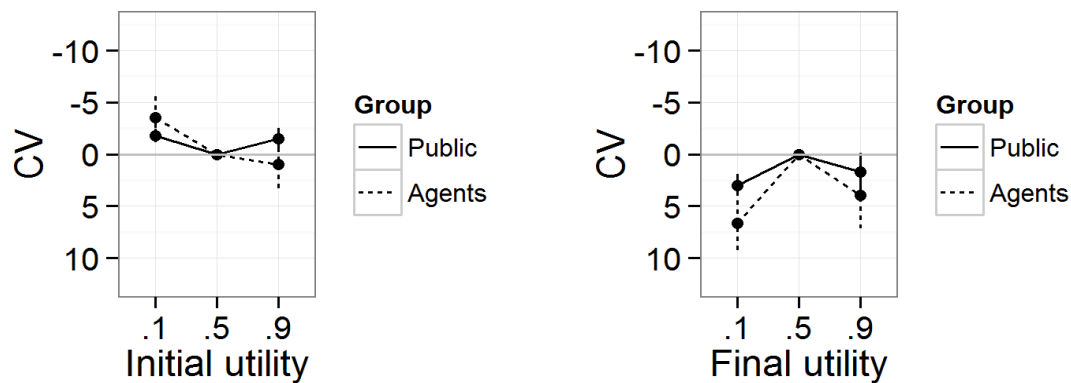 -10
-5
0
5
10
CV
.1 .5 .9
Initial utility
Group
Public
Agents
-10
-5
0
5
10
CV
.1 .5 .9
Final utility
Group
Public
Agents